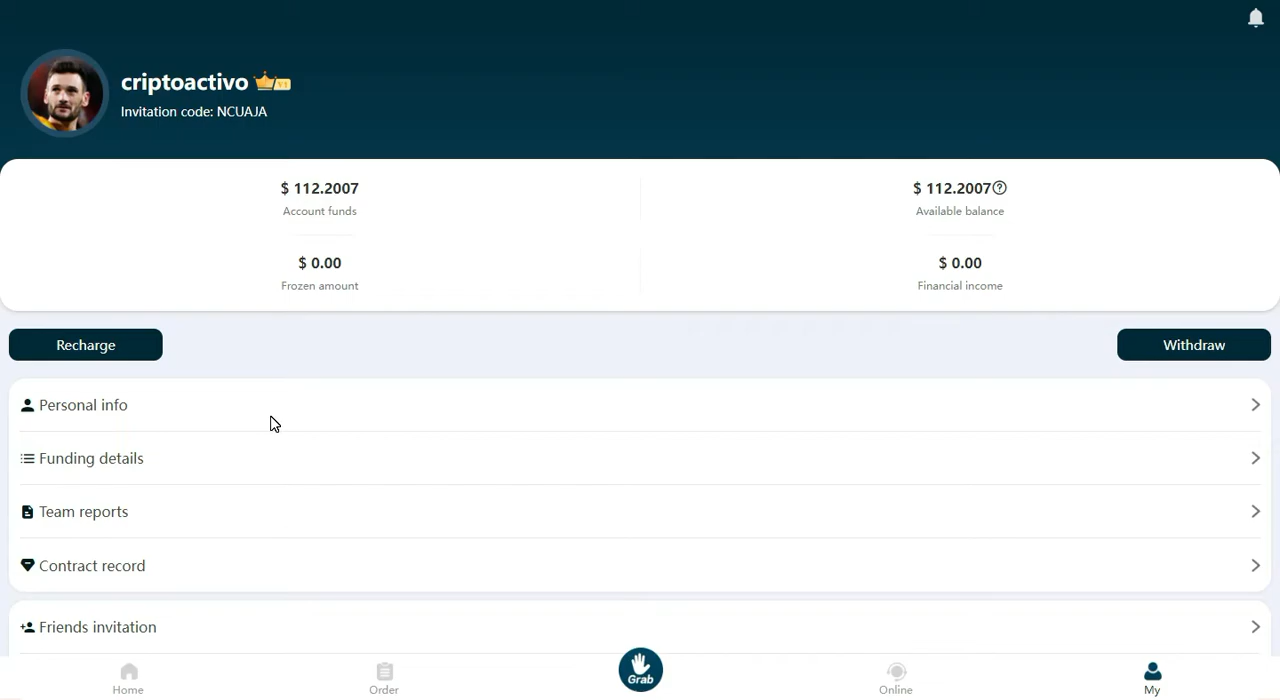 criptoactivo
Invitation code: NCUAJA
$ 112.2007
Account funds
$ 112.2007
Available balance
$ 0.00
Frozen amount
$ 0.00
Financial income
Recharge
Withdraw
Personal info
Funding details
Team reports
Contract record
Friends invitation
Home
Order
Grab
Online
My